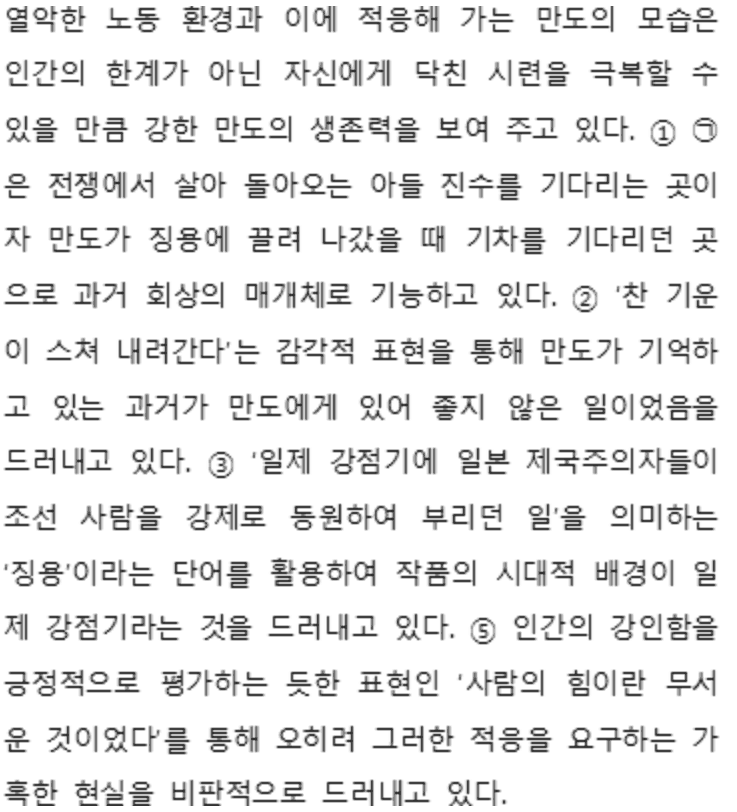 열악한 노동 환경과 이에 적응해 가는 만도의 모습은
인간의 한계가 아닌 자신에게 닥친 시련을 극복할 수
있을 만큼 강한 만도의 생존력을 보여 주고 있다. ① ㉠
은 전쟁에서 살아 돌아오는 아들 진수를 기다리는 곳이
자 만도가 징용에 끌려 나갔을 때 기차를 기다리던 곳
으로 과거 회상의 매개체로 기능하고 있다. ② '찬 기운
이 스쳐 내려간다'는 감각적 표현을 통해 만도가 기억하
고 있는 과거가 만도에게 있어 좋지 않은 일이었음을
드러내고 있다. ③ '일제 강점기에 일본 제국주의자들이
조선 사람을 강제로 동원하여 부리던 일'을 의미하는
'징용'이라는 단어를 활용하여 작품의 시대적 배경이 일
제 강점기라는 것을 드러내고 있다. ⑤ 인간의 강인함을
긍정적으로 평가하는 듯한 표현인 '사람의 힘이란 무서
운 것이었다'를 통해 오히려 그러한 적응을 요구하는 가
혹한 현실을 비판적으로 드러내고 있다.